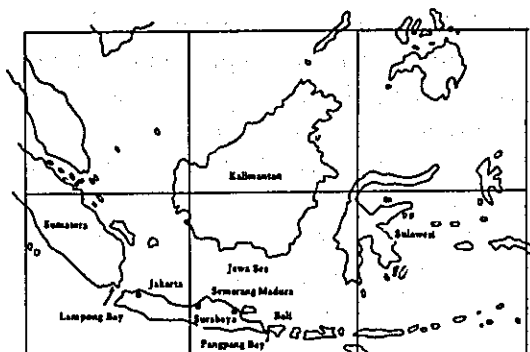 Kalimantan
Sumatera
Sulawesi
Jawa Sea
Jakarta
Semarang Madura
Lampong Bay
Surabaya
Bali
Pangpang Bay